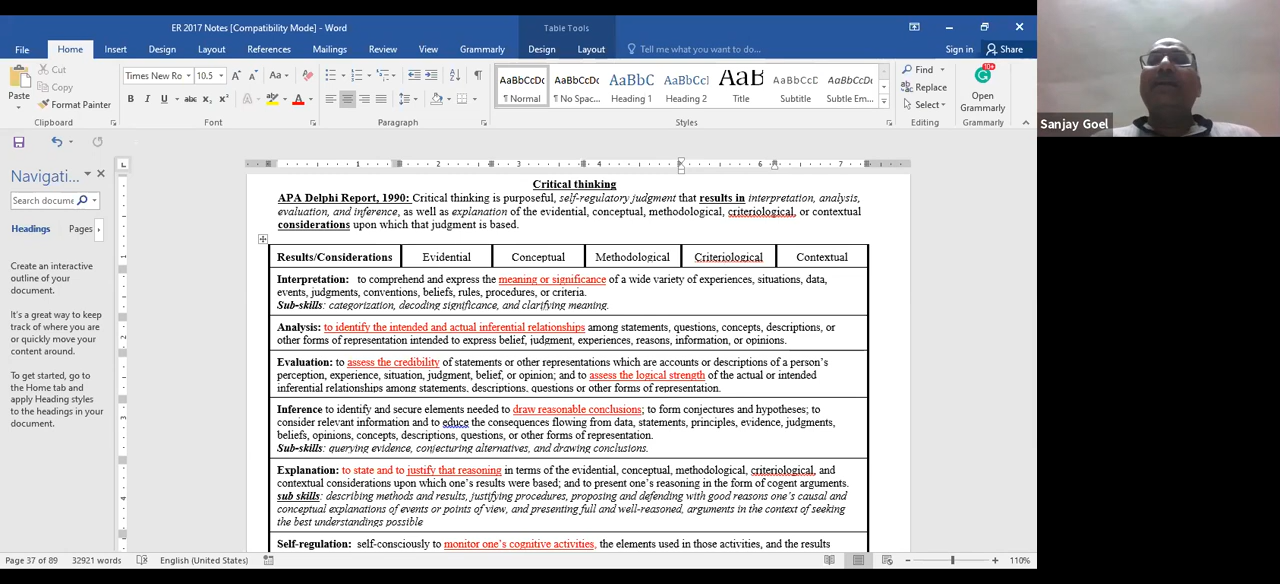 ER 2017 Notes [Compatibility Mode] - Word
Table Tools
File Home Insert Design Layout References Mailings Review View Grammarly Design Layout Tell me what you want to do... Sign in Share
Paste
Cut
Copy
Format Painter
Clipboard
Times New Ro 10.5
Font
Paragraph
AaBbCcDc AaBbCcDc AaBbC AaBbCc AaB AaBbCcD AaBbCcDc
¶ Normal ¶ No Spac... Heading 1 Heading 2 Title Subtitle Subtle Em...
Styles
Find
Replace
Select
Editing
Open
Grammarly
Grammarly
Sanjay Goel
Navigati...
Search docume
Headings Pages
Create an interactive
outline of your
document.
It's a great way to keep
track of where you are
or quickly move your
content around.
To get started, go to
the Home tab and
apply Heading styles
to the headings in your
document.
Critical thinking
APA Delphi Report, 1990: Critical thinking is purposeful, self-regulatory judgment that results in interpretation, analysis,
evaluation, and inference, as well as explanation of the evidential, conceptual, methodological, criteriological, or contextual
considerations upon which that judgment is based.
Results/Considerations Evidential Conceptual Methodological Criteriological Contextual
Interpretation: to comprehend and express the meaning or significance of a wide variety of experiences, situations, data,
events, judgments, conventions, beliefs, rules, procedures, or criteria.
Sub-skills: categorization, decoding significance, and clarifying meaning.
Analysis: to identify the intended and actual inferential relationships among statements, questions, concepts, descriptions, or
other forms of representation intended to express belief, judgment, experiences, reasons, information, or opinions.
Evaluation: to assess the credibility of statements or other representations which are accounts or descriptions of a person's
perception, experience, situation, judgment, belief, or opinion; and to assess the logical strength of the actual or intended
inferential relationships among statements, descriptions, questions or other forms of representation.
Inference to identify and secure elements needed to draw reasonable conclusions; to form conjectures and hypotheses; to
consider relevant information and to educe the consequences flowing from data, statements, principles, evidence, judgments,
beliefs, opinions, concepts, descriptions, questions, or other forms of representation.
Sub-skills: querying evidence, conjecturing alternatives, and drawing conclusions.
Explanation: to state and to justify that reasoning in terms of the evidential, conceptual, methodological, criteriological, and
contextual considerations upon which one's results were based; and to present one's reasoning in the form of cogent arguments.
sub skills: describing methods and results, justifying procedures, proposing and defending with good reasons one's causal and
conceptual explanations of events or points of view, and presenting full and well-reasoned, arguments in the context of seeking
the best understandings possible
Self-regulation: self-consciously to monitor one's cognitive activities, the elements used in those activities, and the results
Page 37 of 89 32921 words English (United States) 110%